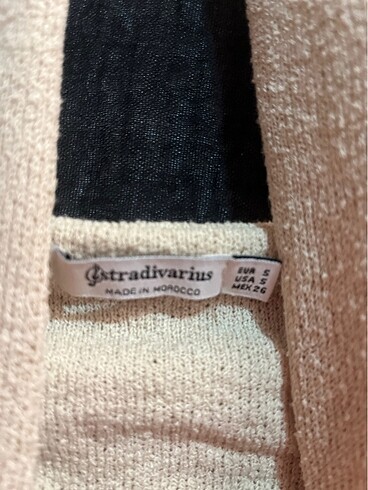 stradivarius
MADE IN MOROCCO
EUR S
USA S
MEX 26